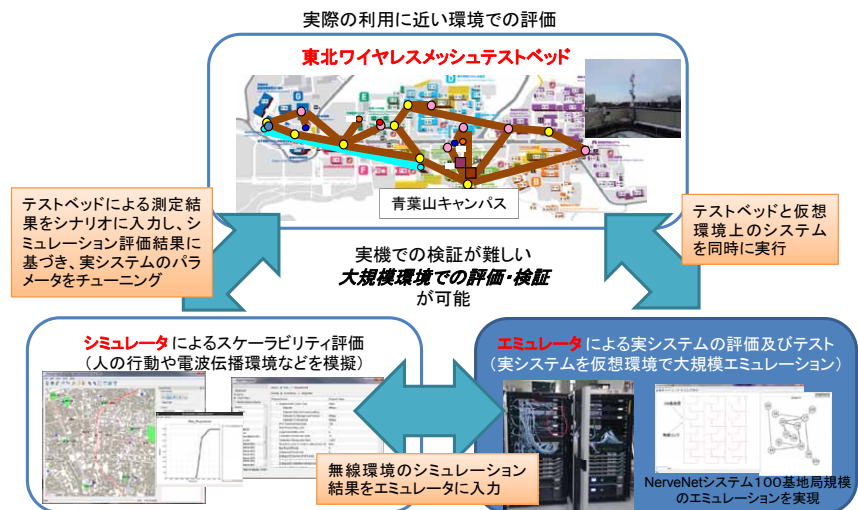 実際の利用に近い環境での評価
東北ワイヤレスメッシュテストベッド
青葉山キャンパス
テストベッドによる測定結
果をシナリオに入力し、シ
ミュレーション評価結果に
基づき、実システムのパラ
メータをチューニング
テストベッドと仮想
環境上のシステム
を同時に実行
実機での検証が難しい
大規模環境での評価・検証
が可能
シミュレータによるスケーラビリティ評価
（人の行動や電波伝播環境などを模擬）
エミュレータによる実システムの評価及びテスト
（実システムを仮想環境で大規模エミュレーション）
無線環境のシミュレーション
結果をエミュレータに入力
NerveNetシステム100基地局規模
のエミュレーションを実現